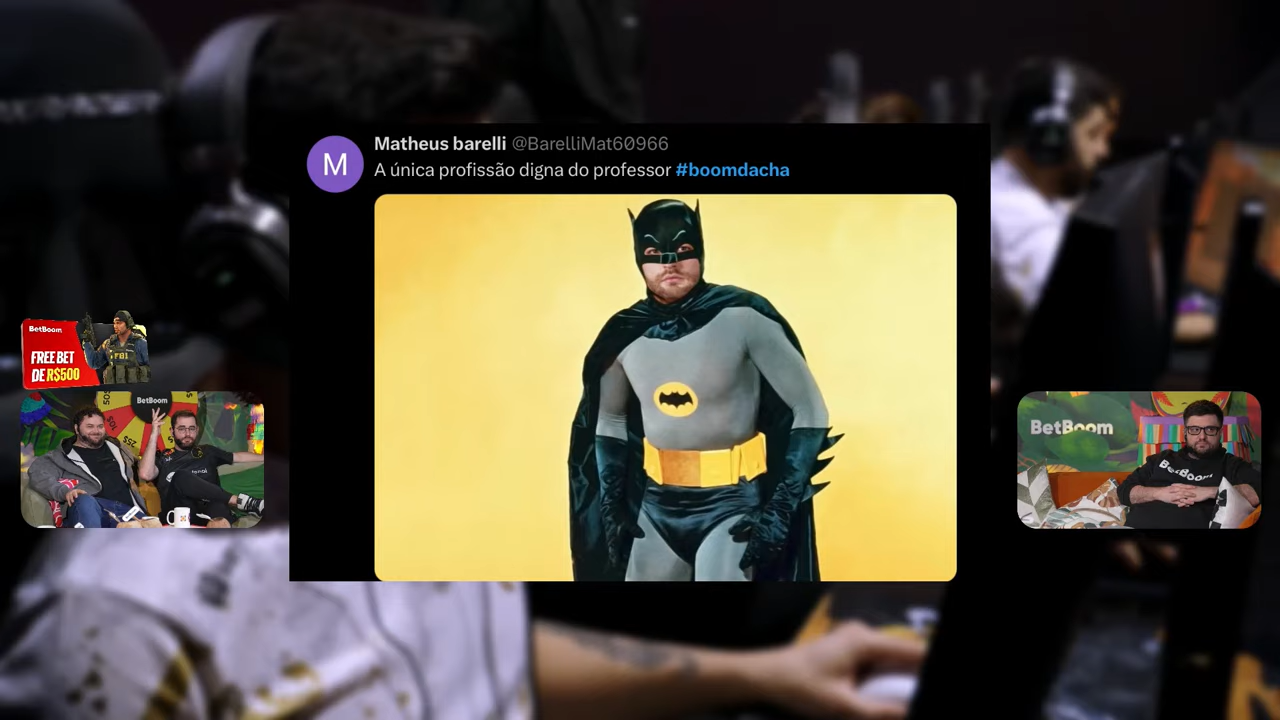 Matheus barelli @BarelliMat60966
M
A única profissão digna do professor #boomdacha
BetBoom
FREE BET
DE R$500
FBI
BetBoom
BetBoom
BetBoom